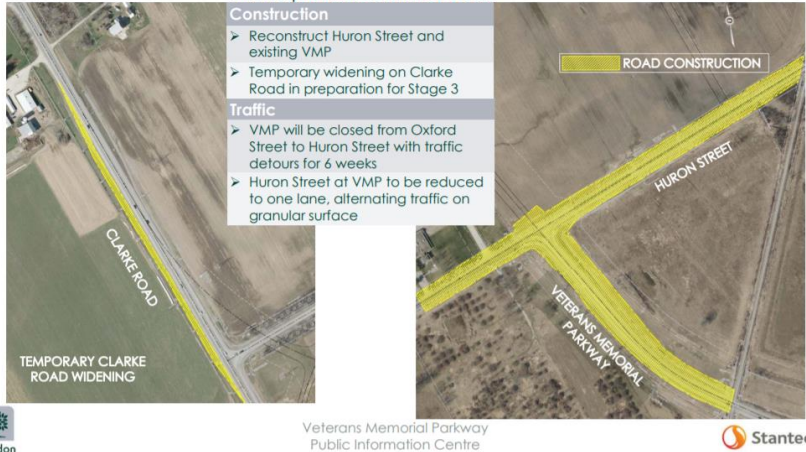 Construction
➢ Reconstruct Huron Street and
existing VMP
➢ Temporary widening on Clarke
Road in preparation for Stage 3
Traffic
➢ VMP will be closed from Oxford
Street to Huron Street with traffic
detours for 6 weeks
➢ Huron Street at VMP to be reduced
to one lane, alternating traffic on
granular surface
ROAD CONSTRUCTION
HURON STREET
CLARKE ROAD
VETERANS MEMORIAL
PARKWAY
TEMPORARY CLARKE
ROAD WIDENING
Veterans Memorial Parkway
Public Information Centre
Stantec